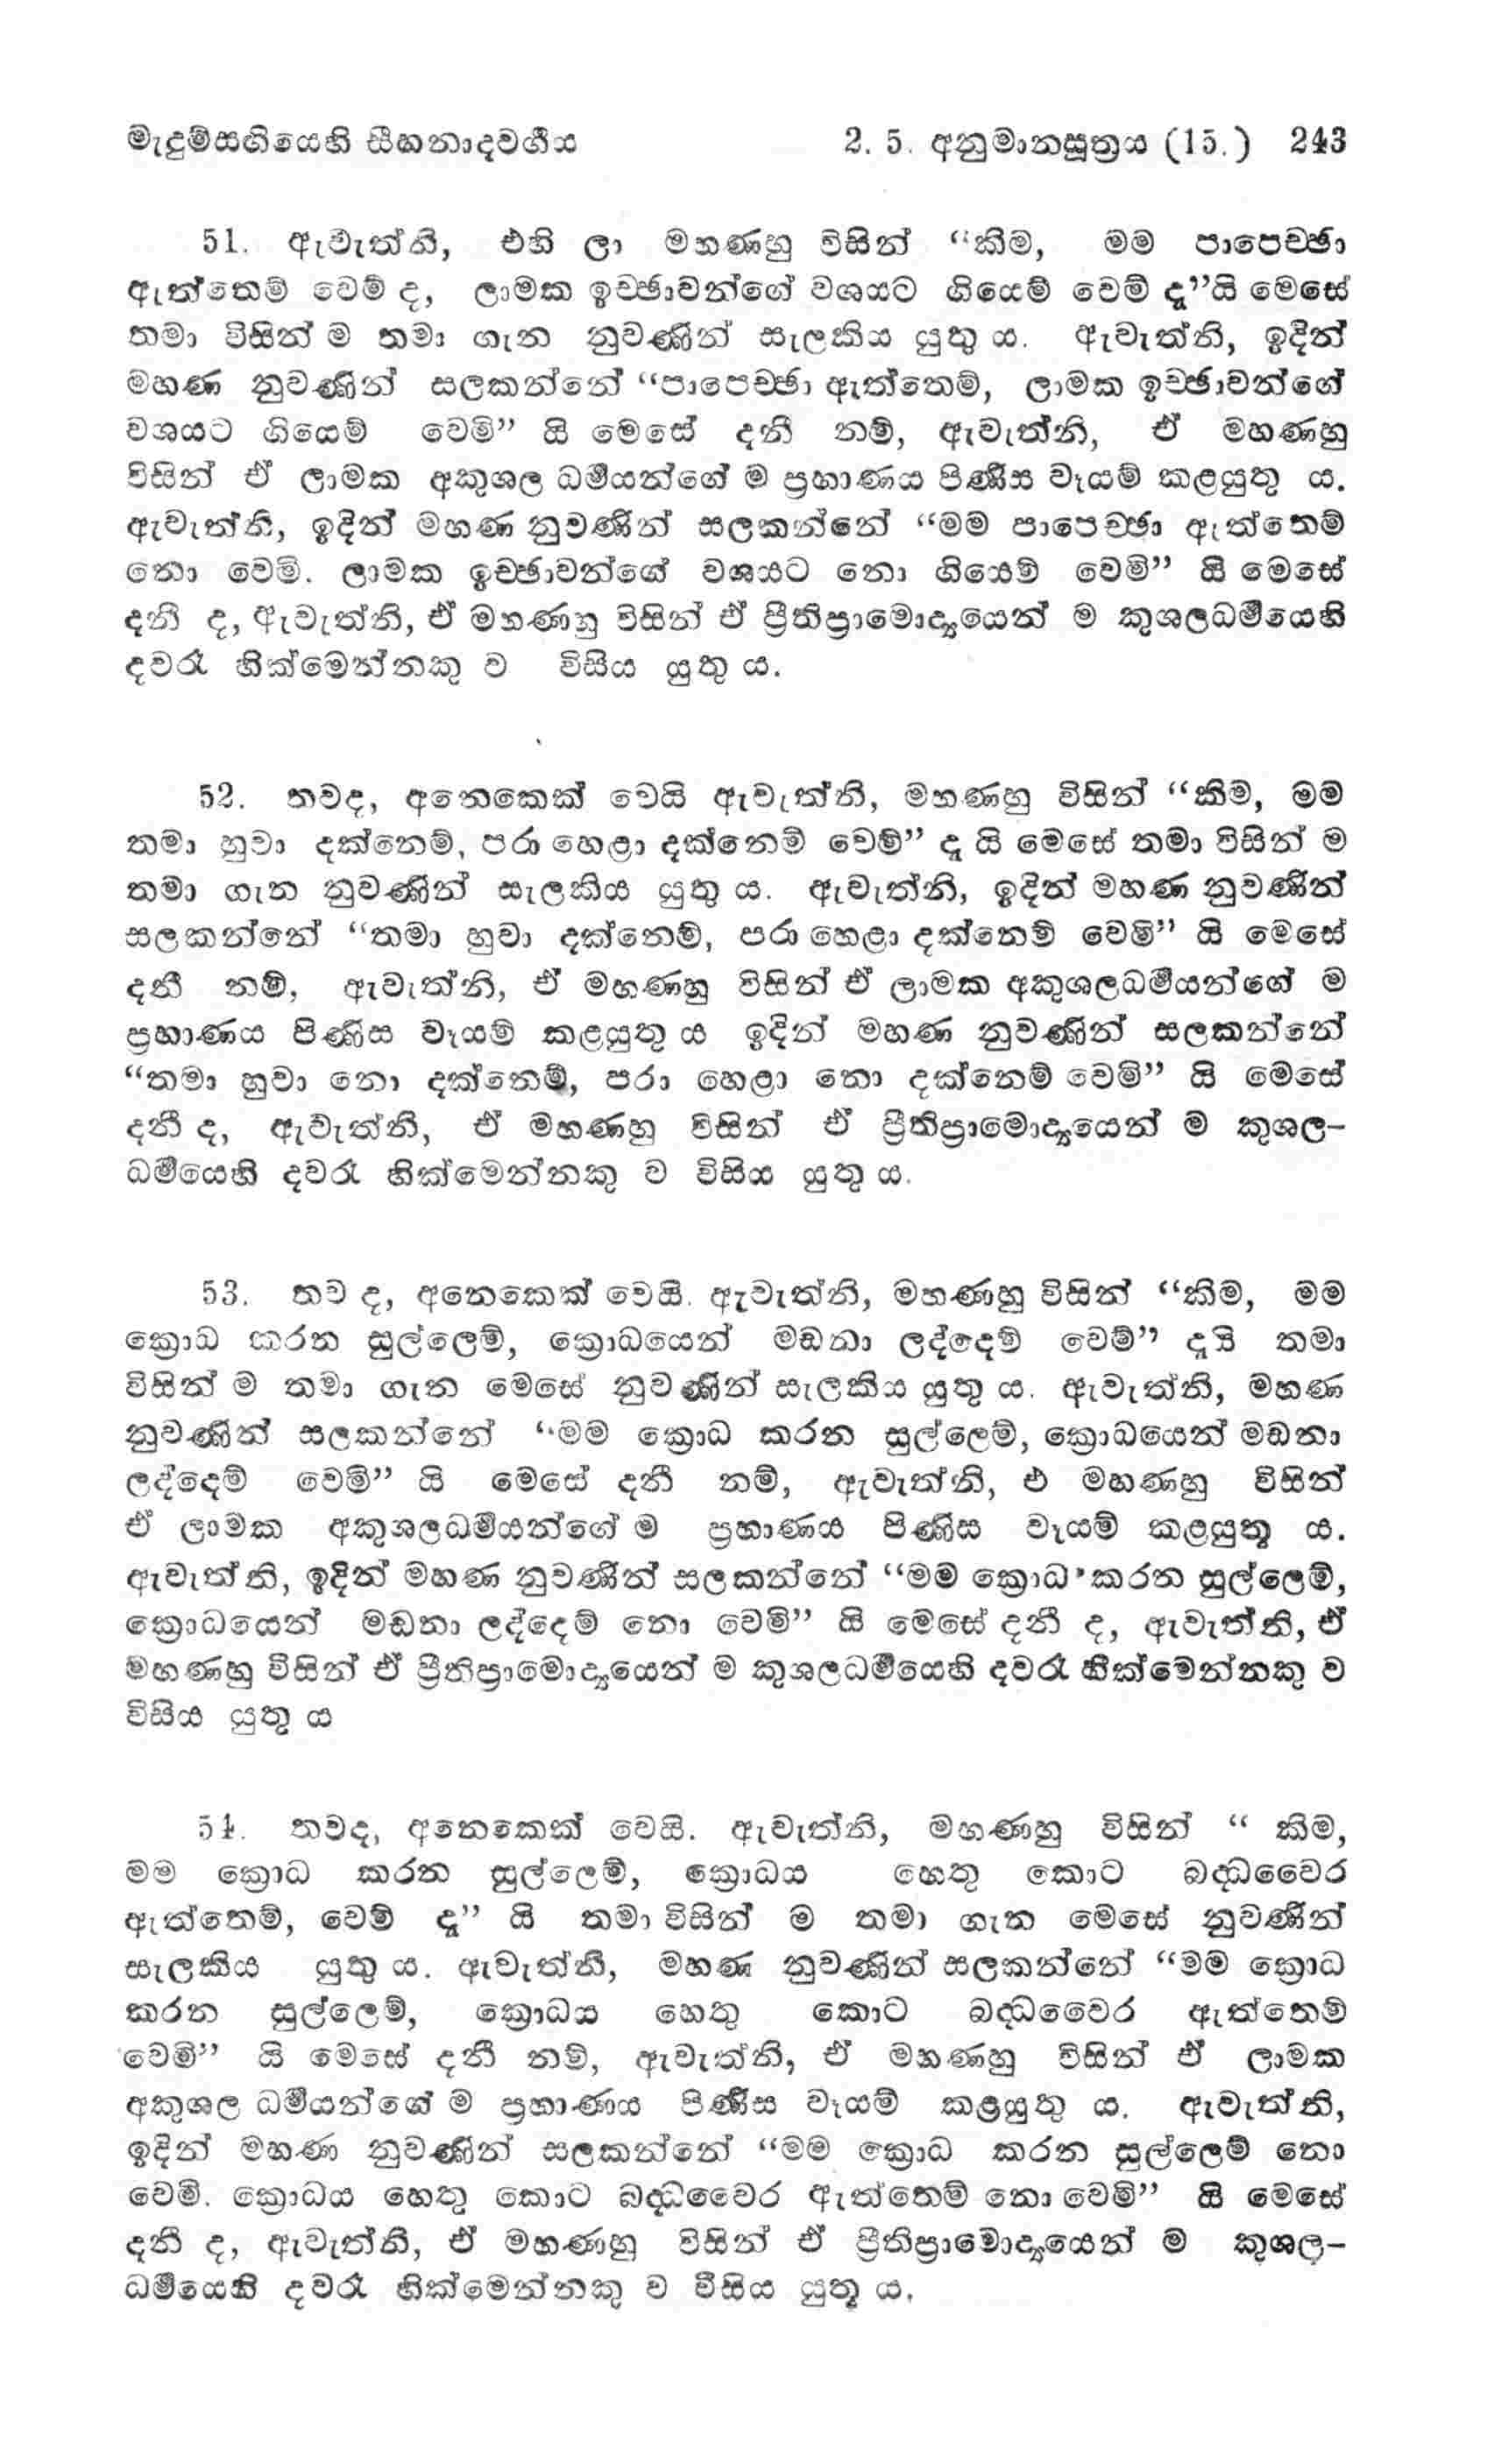 මැදුම්සඟියෙහි සීහනාදවර්‍ගය 2. 5. අනුමානසූත්‍රය (15.) 243
51. ඇවැත්නි, එහි ලා මහණහු විසින් “කිම, මම පාපෙච්ඡා
ඇත්තෙම් වෙම් ද, ලාමක ඉච්ඡාවන්ගේ වශයට ගියෙම් වෙම් දූ”යි මෙසේ
තමා විසින් ම තමා ගැන නුවණින් සැලකිය යුතු ය. ඇවැත්නි, ඉදින්
මහණ නුවණින් සලකන්නේ “පාපෙච්ඡා ඇත්තෙමි, ලාමක ඉච්ඡාවන්ගේ
වශයට ගියෙම් වෙමි” යි මෙසේ දනී නම්, ඇවැත්නි, ඒ මහණහු
විසින් ඒ ලාමක අකුශල ධර්‍මයන්ගේ ම ප්‍රහාණය පිණිස වෑයම් කළයුතු ය.
ඇවැත්නි, ඉදින් මහණ නුවණින් සලකන්නේ “මම පාපෙච්ඡා ඇත්තෙම්
නො වෙමි. ලාමක ඉච්ඡාවන්ගේ වශයට නො ගියෙම් වෙමි” යි මෙසේ
දනී ද, ඇවැත්නි, ඒ මහණහු විසින් ඒ ප්‍රීතිප්‍රාමොද්‍යයෙන් ම කුශලධර්‍මයෙහි
දවරෑ හික්මෙන්නකු ව විසිය යුතු ය.
52. තවද, අනෙකෙක් වෙයි ඇවැත්නි, මහණහු විසින් “කිම, මම
තමා හුවා දක්නෙම්, පරා හෙළා දක්නෙම් වෙම්” දූ යි මෙසේ තමා විසින් ම
තමා ගැන නුවණින් සැලකිය යුතු ය. ඇවැත්නි, ඉදින් මහණ නුවණින්
සලකන්නේ “තමා හුවා දක්නෙම්, පරා හෙළා දක්නෙම් වෙමි” යි මෙසේ
දනී නම්, ඇවැත්නි, ඒ මහණහු විසින් ඒ ලාමක අකුශලධර්‍මයන්ගේ ම
ප්‍රහාණය පිණිස වෑයම් කළයුතු ය ඉදින් මහණ නුවණින් සලකන්නේ
“තමා හුවා නො දක්නෙම්, පරා හෙළා නො දක්නෙම් වෙමි” යි මෙසේ
දනී ද, ඇවැත්නි, ඒ මහණහු විසින් ඒ ප්‍රීතිප්‍රාමොද්‍යයෙන් ම කුශල-
ධර්‍මයෙහි දවරෑ හික්මෙන්නකු ව විසිය යුතු ය.
53. තව ද, අනෙකෙක් වෙයි. ඇවැත්නි, මහණහු විසින් “කිම, මම
ක්‍රොධ කරන සුල්ලෙම්, ක්‍රොධයෙන් මඩනා ලද්දෙම් වෙම්” දූයි තමා
විසින් ම තමා ගැන මෙසේ නුවණින් සැලකිය යුතු ය. ඇවැත්නි, මහණ
නුවණින් සලකන්නේ “මම ක්‍රොධ කරන සුල්ලෙම්, ක්‍රොධයෙන් මඩනා
ලද්දෙම් වෙමි” යි මෙසේ දනී නම්, ඇවැත්නි, එ මහණහු විසින්
ඒ ලාමක අකුශලධර්‍මයන්ගේ ම ප්‍රහාණය පිණිස වෑයම් කළයුතු ය.
ඇවැත්නි, ඉදින් මහණ නුවණින් සලකන්නේ “මම ක්‍රොධ කරන සුල්ලෙම්,
ක්‍රොධයෙන් මඩනා ලද්දෙම් නො වෙමි” යි මෙසේ දනී ද, ඇවැත්නි, ඒ
මහණහු විසින් ඒ ප්‍රීතිප්‍රාමොද්‍යයෙන් ම කුශලධර්‍මයෙහි දවරෑ හික්මෙන්නකු ව
විසිය යුතු ය
54. තවද, අනෙකෙක් වෙයි. ඇවැත්නි, මහණහු විසින් “ කිම,
මම ක්‍රොධ කරන සුල්ලෙම්, ක්‍රොධය හෙතු කොට බද්ධවෛර
ඇත්තෙම්, වෙම් දූ” යි තමා විසින් ම තමා ගැන මෙසේ නුවණින්
සැලකිය යුතු ය. ඇවැත්නි, මහණ නුවණින් සලකන්නේ “මම ක්‍රොධ
කරන සුල්ලෙම්, ක්‍රොධය හෙතු කොට බද්ධවෛර ඇත්තෙම්
වෙමි” යි මෙසේ දනී නම්, ඇවැත්නි, ඒ මහණහු විසින් ඒ ලාමක
අකුශල ධර්‍මයන්ගේ ම ප්‍රහාණය පිණිස වෑයම් කළයුතු ය. ඇවැත්නි,
ඉදින් මහණ නුවණින් සලකන්නේ “මම ක්‍රොධ කරන සුල්ලෙම් නො
වෙමි. ක්‍රොධය හෙතු කොට බද්ධවෛර ඇත්තෙම් නො වෙමි” යි මෙසේ
දනී ද, ඇවැත්නි, ඒ මහණහු විසින් ඒ ප්‍රීතිප්‍රාමොද්‍යයෙන් ම කුශල-
ධර්‍මයෙහි දවරෑ හික්මෙන්නකු ව විසිය යුතු ය.